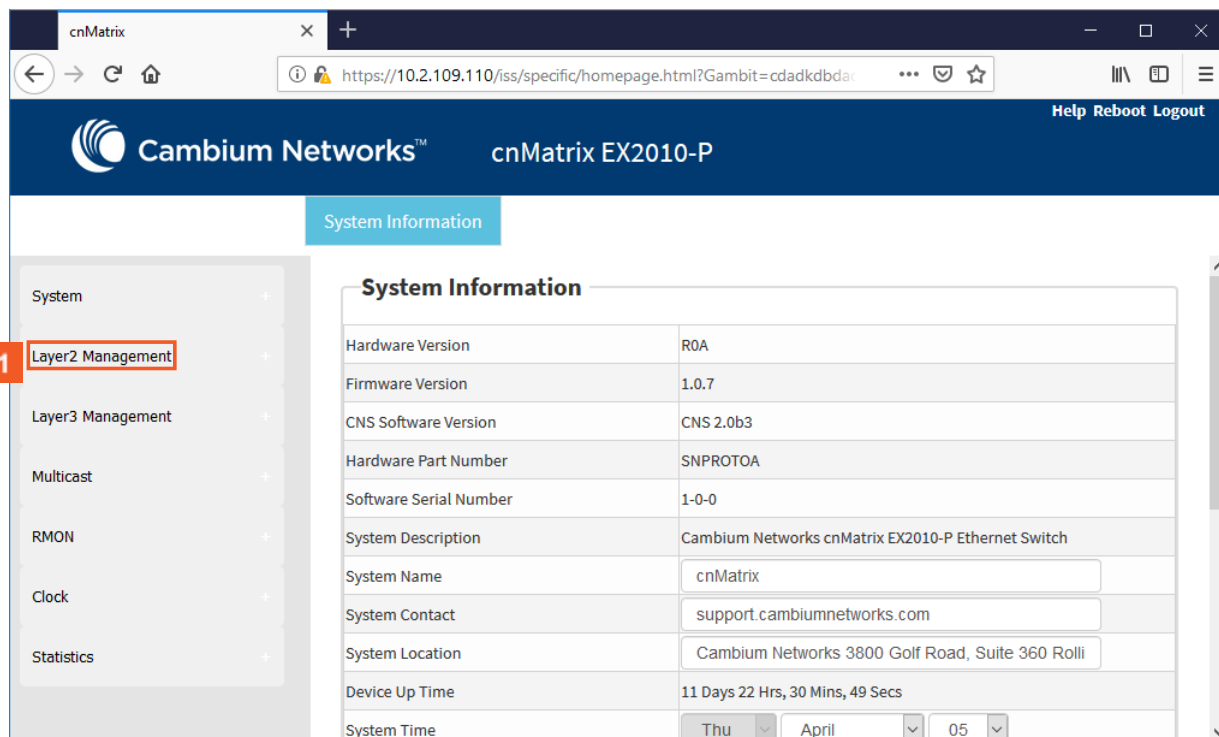 cnMatrix
https://10.2.109.110/iss/specific/homepage.html?Gambit=cdadkdbdac
Help Reboot Logout
Cambium Networks™ cnMatrix EX2010-P
System Information
System
1 Layer2 Management
Layer3 Management
Multicast
RMON
Clock
Statistics
System Information
Hardware Version R0A
Firmware Version 1.0.7
CNS Software Version CNS 2.0b3
Hardware Part Number SNPROTOA
Software Serial Number 1-0-0
System Description Cambium Networks cnMatrix EX2010-P Ethernet Switch
System Name cnMatrix
System Contact support.cambiumnetworks.com
System Location Cambium Networks 3800 Golf Road, Suite 360 Rolli
Device Up Time 11 Days 22 Hrs, 30 Mins, 49 Secs
System Time Thu April 05